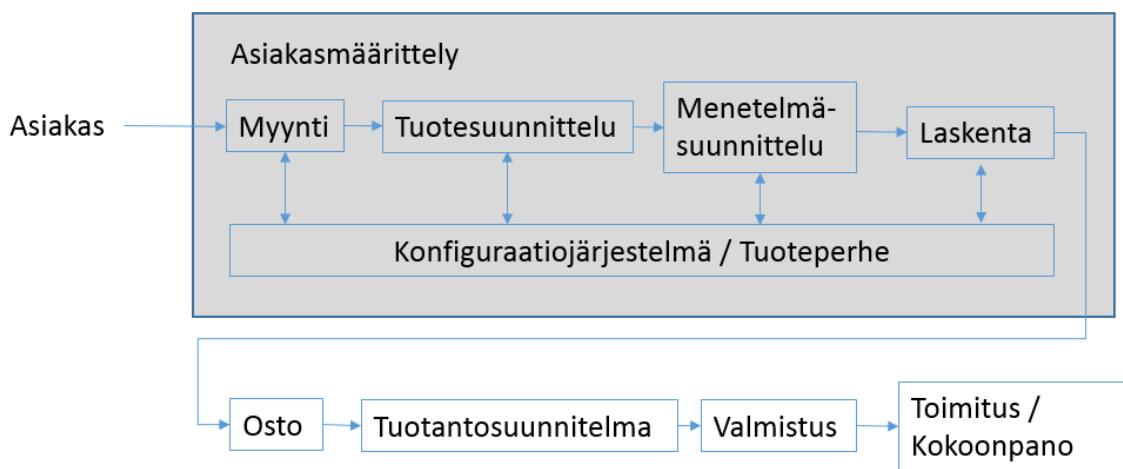 Asiakasmäärittely
Asiakas
Myynti
Tuotesuunnittelu
Menetelmä-
suunnittelu
Laskenta
Konfiguraatiojärjestelmä / Tuoteperhe
Osto
Tuotantosuunnitelma
Valmistus
Toimitus /
Kokoonpano